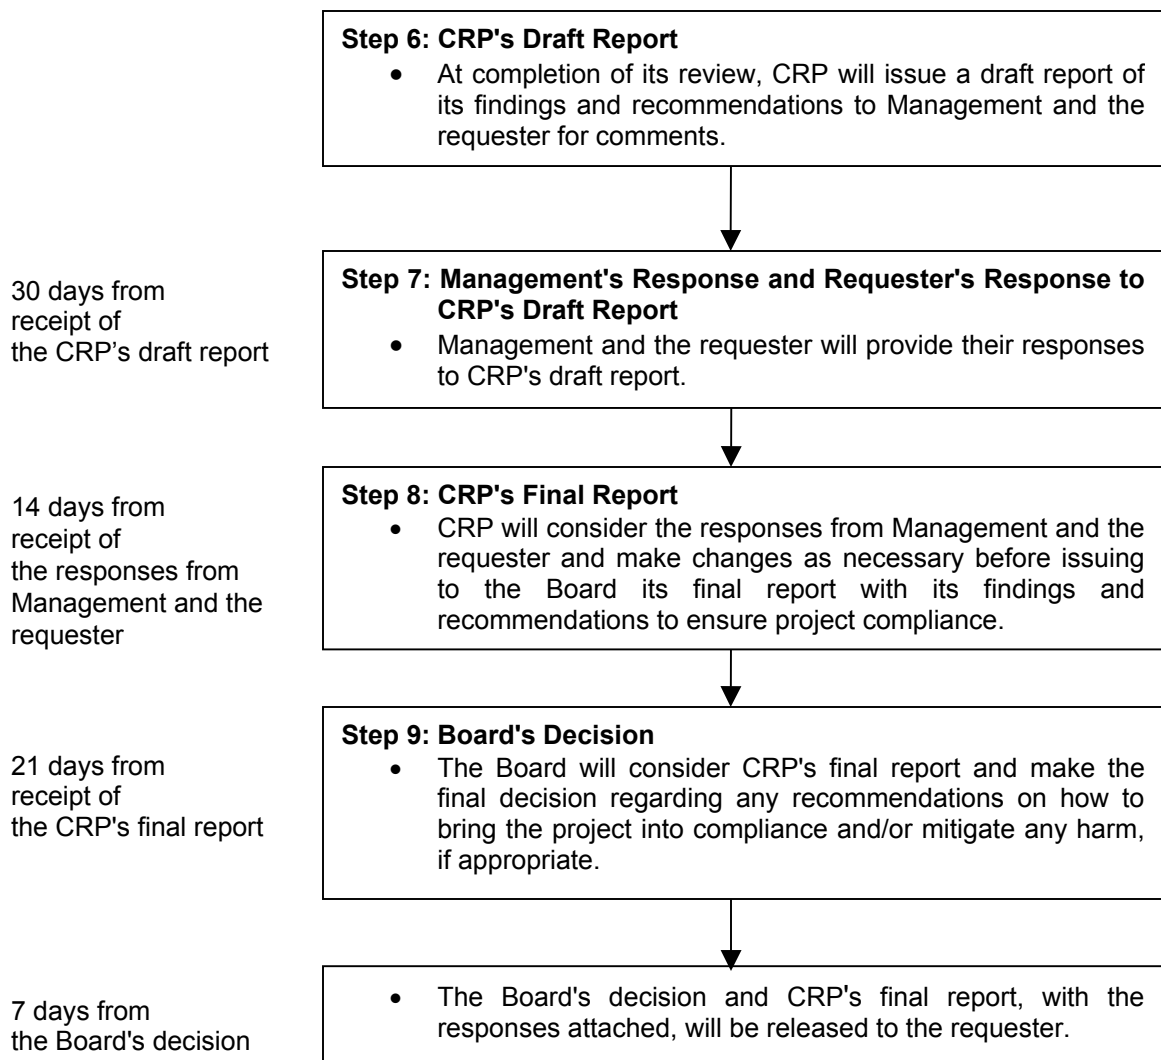 Step 6: CRP's Draft Report
• At completion of its review, CRP will issue a draft report of
its findings and recommendations to Management and the
requester for comments.
30 days from
receipt of
the CRP’s draft report
Step 7: Management's Response and Requester's Response to
CRP's Draft Report
• Management and the requester will provide their responses
to CRP's draft report.
14 days from
receipt of
the responses from
Management and the
requester
Step 8: CRP's Final Report
• CRP will consider the responses from Management and the
requester and make changes as necessary before issuing
to the Board its final report with its findings and
recommendations to ensure project compliance.
21 days from
receipt of
the CRP's final report
Step 9: Board's Decision
• The Board will consider CRP's final report and make the
final decision regarding any recommendations on how to
bring the project into compliance and/or mitigate any harm,
if appropriate.
7 days from
the Board's decision
• The Board's decision and CRP's final report, with the
responses attached, will be released to the requester.